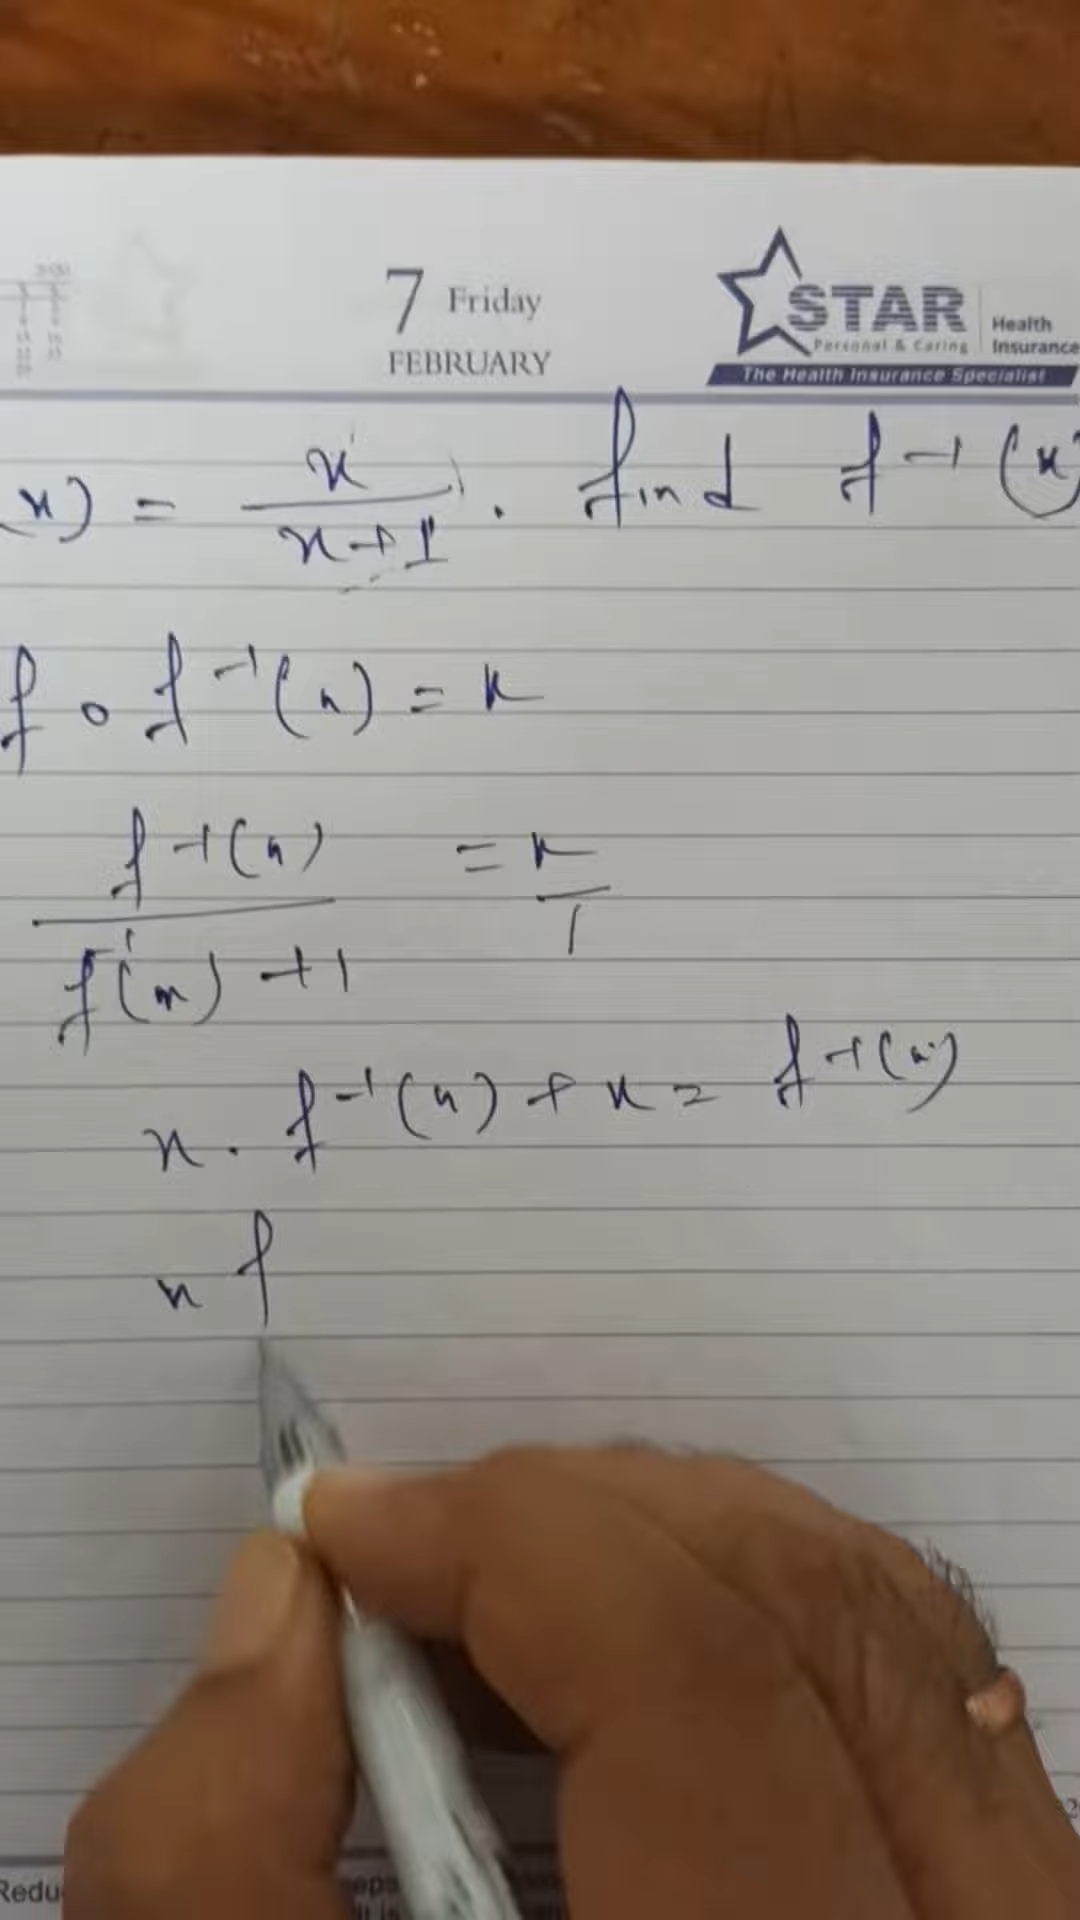 7 Friday
FEBRUARY
STAR
Health
Insurance
Personal & Caring
The Health Insurance Specialist
x) = x/(x+1) . find f⁻¹(x)
f o f⁻¹(x) = x
f⁻¹(x)/(f⁻¹(x) + 1) = x/1
x . f⁻¹(x) + x = f⁻¹(x)
x f